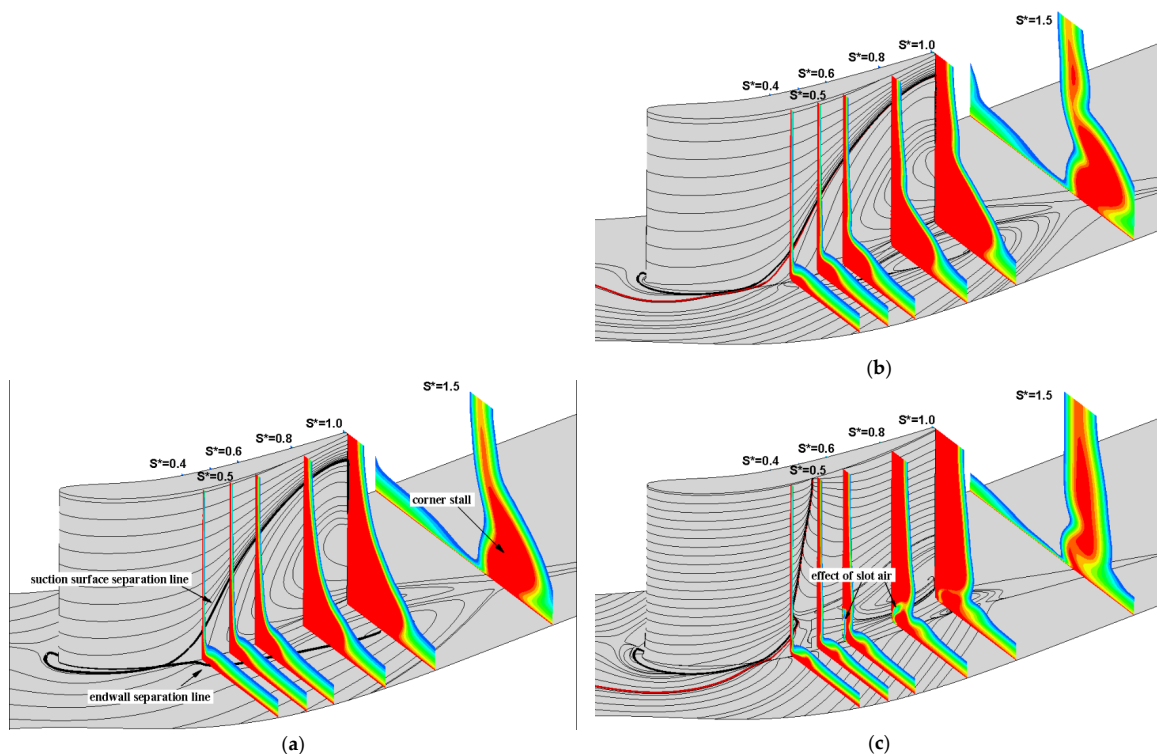 S*=1.5
S*=1.0
S*=0.8
S*=0.6
S*=0.4
S*=0.5
(b)
S*=1.5
S*=1.0
S*=0.8
S*=0.6
S*=0.4
S*=0.5
corner stall
suction surface separation line
endwall separation line
(a)
S*=1.5
S*=1.0
S*=0.8
S*=0.6
S*=0.4
S*=0.5
effect of slot air
(c)